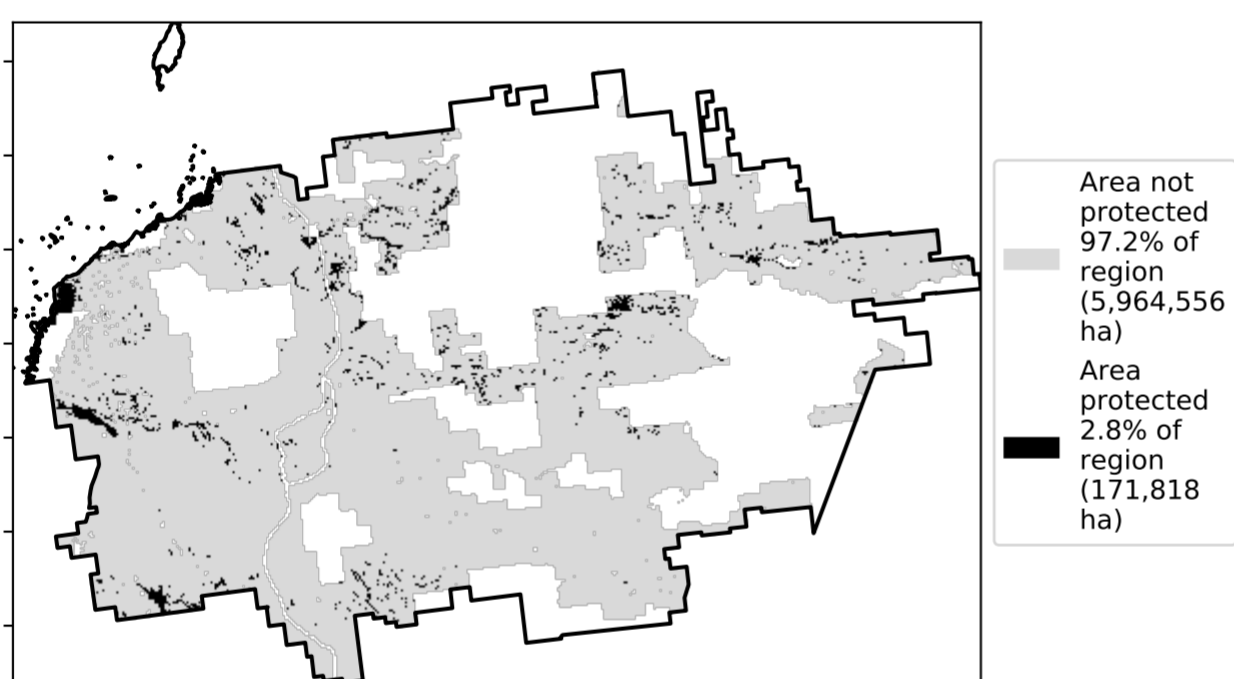 Area not
protected
97.2% of
region
(5,964,556
ha)
Area
protected
2.8% of
region
(171,818
ha)